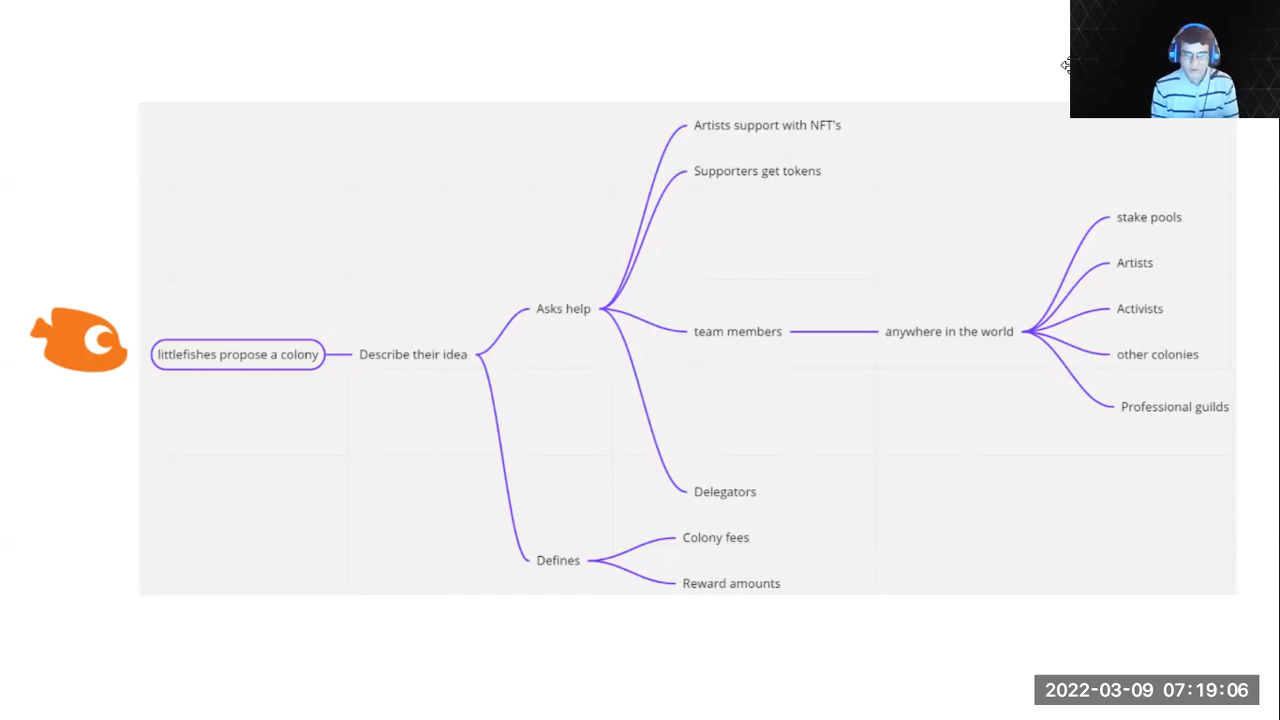 Artists support with NFT's
Supporters get tokens
stake pools
Artists
Asks help
Activists
team members
anywhere in the world
littlefishes propose a colony
Describe their idea
other colonies
Professional guilds
Delegators
Colony fees
Defines
Reward amounts
2022-03-09 07:19:06